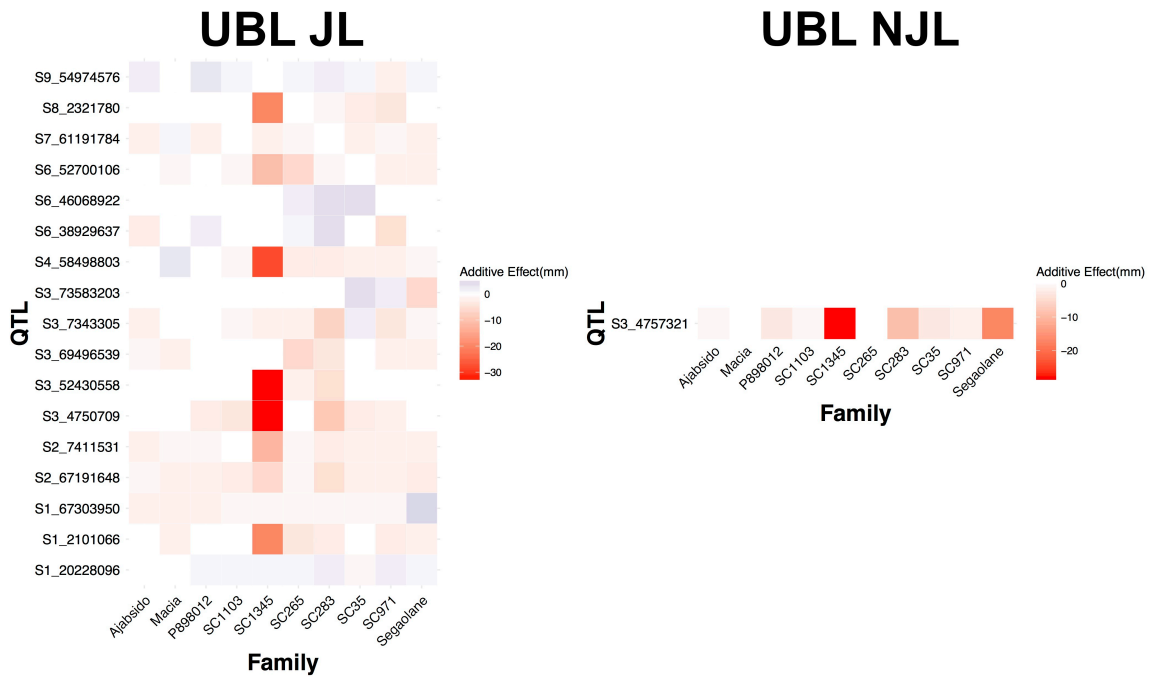 UBL JL
QTL
S9_54974576
S8_2321780
S7_61191784
S6_52700106
S6_46068922
S6_38929637
S4_58498803
S3_73583203
S3_7343305
S3_69496539
S3_52430558
S3_4750709
S2_7411531
S2_67191648
S1_67303950
S1_2101066
S1_20228096
Ajabsido
Macia
P898012
SC1103
SC1345
SC265
SC283
SC35
SC971
Segaolane
Family
Additive Effect(mm)
0
−10
−20
−30
UBL NJL
QTL
S3_4757321
Ajabsido
Macia
P898012
SC1103
SC1345
SC265
SC283
SC35
SC971
Segaolane
Family
Additive Effect(mm)
0
−10
−20